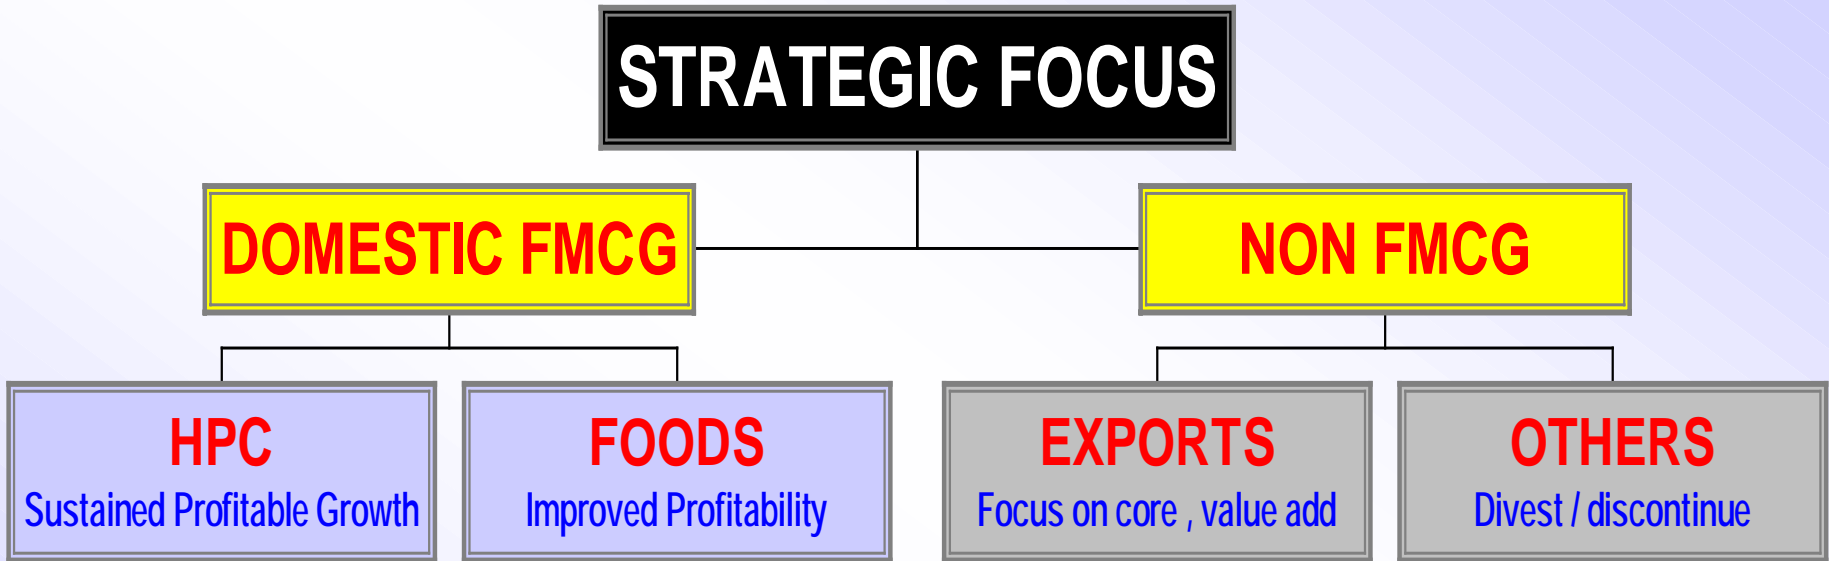 STRATEGIC FOCUS
DOMESTIC FMCG
NON FMCG
HPC
Sustained Profitable Growth
FOODS
Improved Profitability
EXPORTS
Focus on core , value add
OTHERS
Divest / discontinue